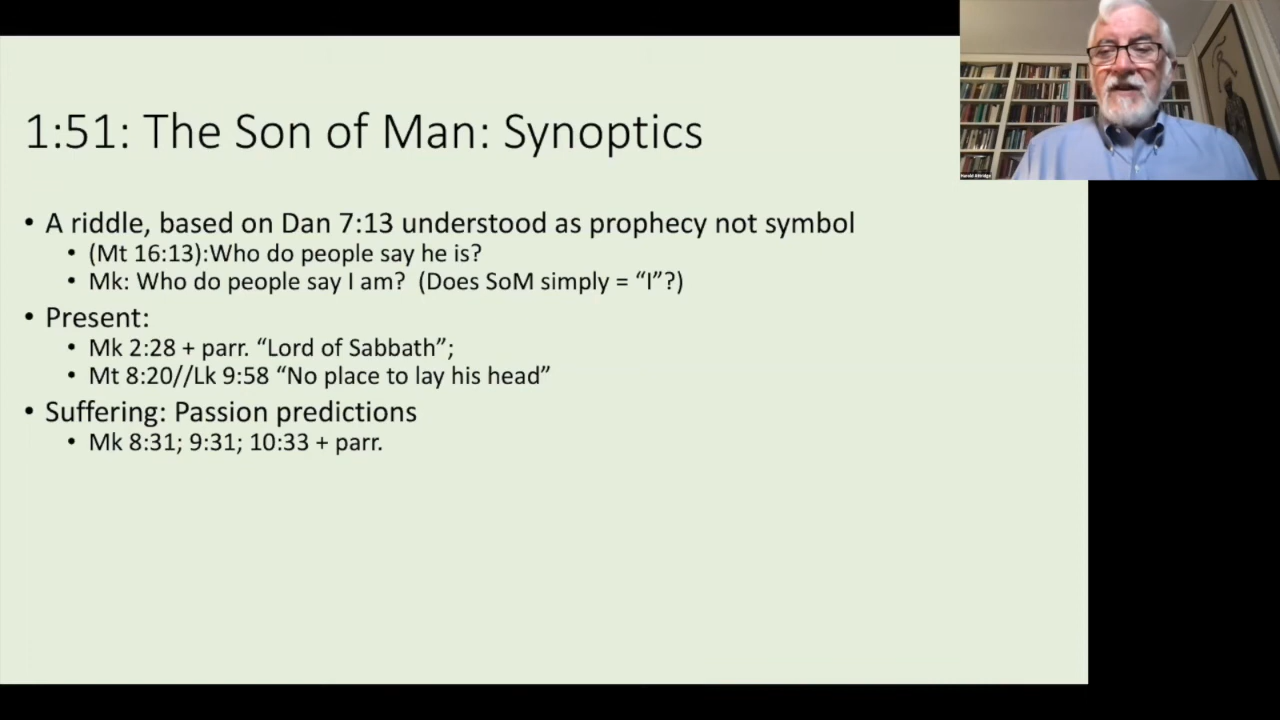 1:51: The Son of Man: Synoptics
• A riddle, based on Dan 7:13 understood as prophecy not symbol
• (Mt 16:13):Who do people say he is?
• Mk: Who do people say I am? (Does SoM simply = “I”?)
• Present:
• Mk 2:28 + parr. “Lord of Sabbath”;
• Mt 8:20//Lk 9:58 “No place to lay his head”
• Suffering: Passion predictions
• Mk 8:31; 9:31; 10:33 + parr.
Harold Attridge